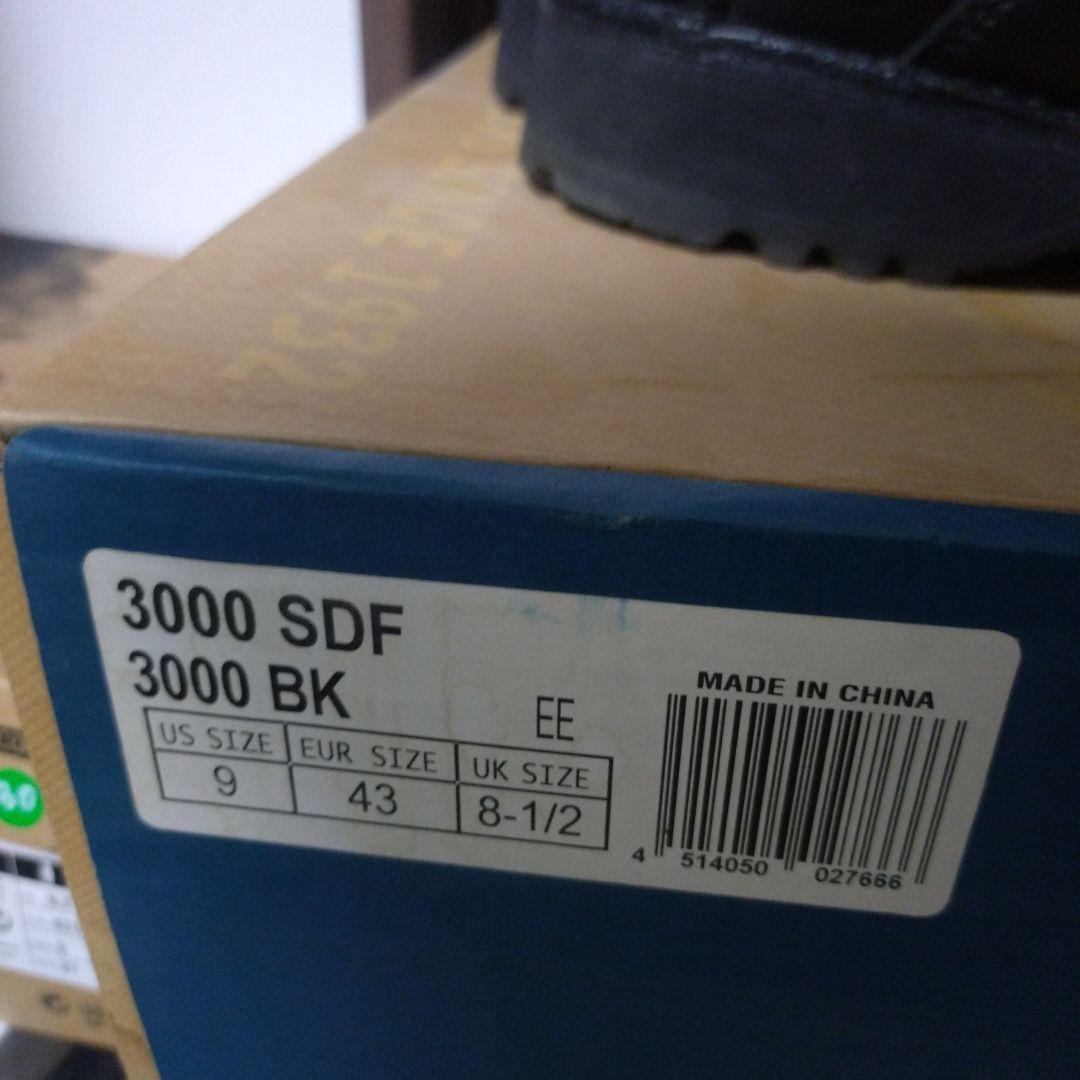 1932
3000 SDF
3000 BK
EE
MADE IN CHINA
US SIZE EUR SIZE UK SIZE
9 43 8-1/2
4 514050 027666